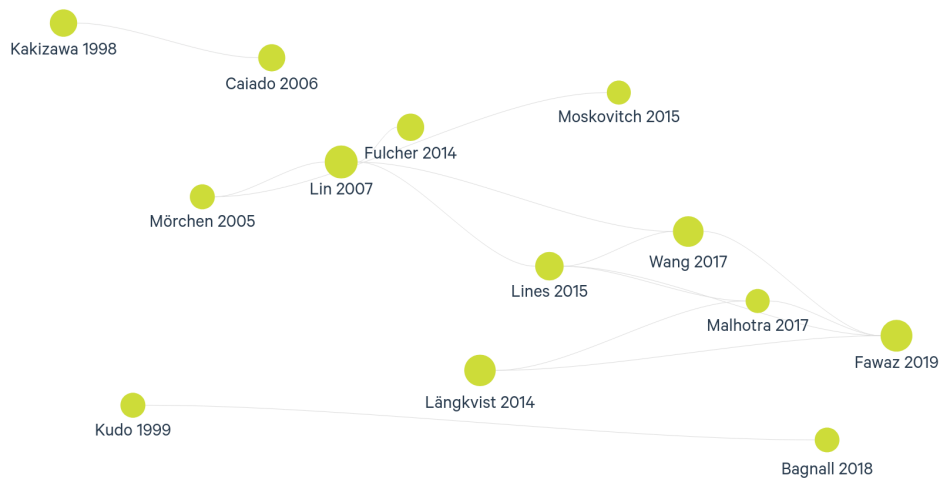 Kakizawa 1998
Caiado 2006
Moskovitch 2015
Fulcher 2014
Lin 2007
Mörchen 2005
Wang 2017
Lines 2015
Malhotra 2017
Fawaz 2019
Längkvist 2014
Kudo 1999
Bagnall 2018